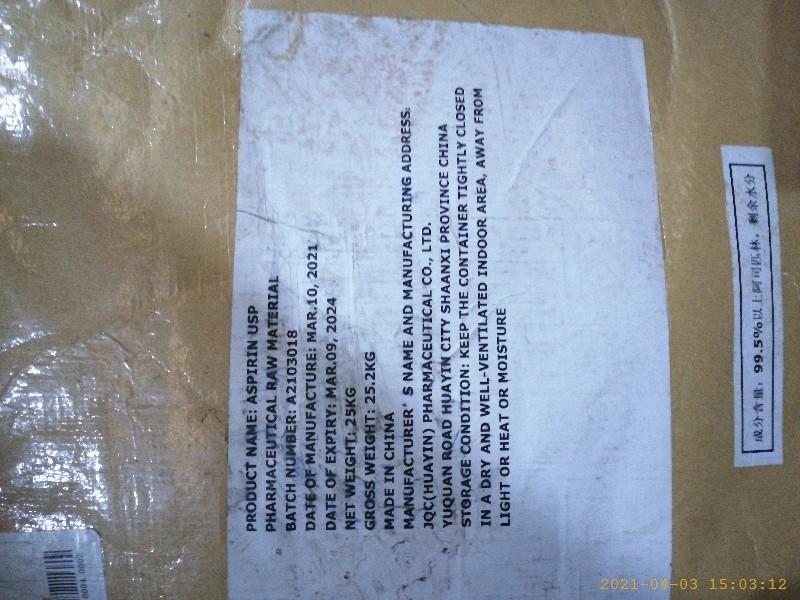 PRODUCT NAME: ASPIRIN USP
PHARMACEUTICAL RAW MATERIAL
BATCH NUMBER: A2103018
DATE OF MANUFACTURE: MAR.10, 2021
DATE OF EXPIRY: MAR.09, 2024
NET WEIGHT: 25KG
GROSS WEIGHT: 25.2KG
MADE IN CHINA
MANUFACTURER'S NAME AND MANUFACTURING ADDRESS:
JQC(HUAYIN) PHARMACEUTICAL CO., LTD.
YUQUAN ROAD HUAYIN CITY SHAANXI PROVINCE CHINA
STORAGE CONDITION: KEEP THE CONTAINER TIGHTLY CLOSED
IN A DRY AND WELL-VENTILATED INDOOR AREA, AWAY FROM
LIGHT OR HEAT OR MOISTURE
成分含量：99.5%以上阿司匹林，剩余水分
2021-04-03 15:03:12